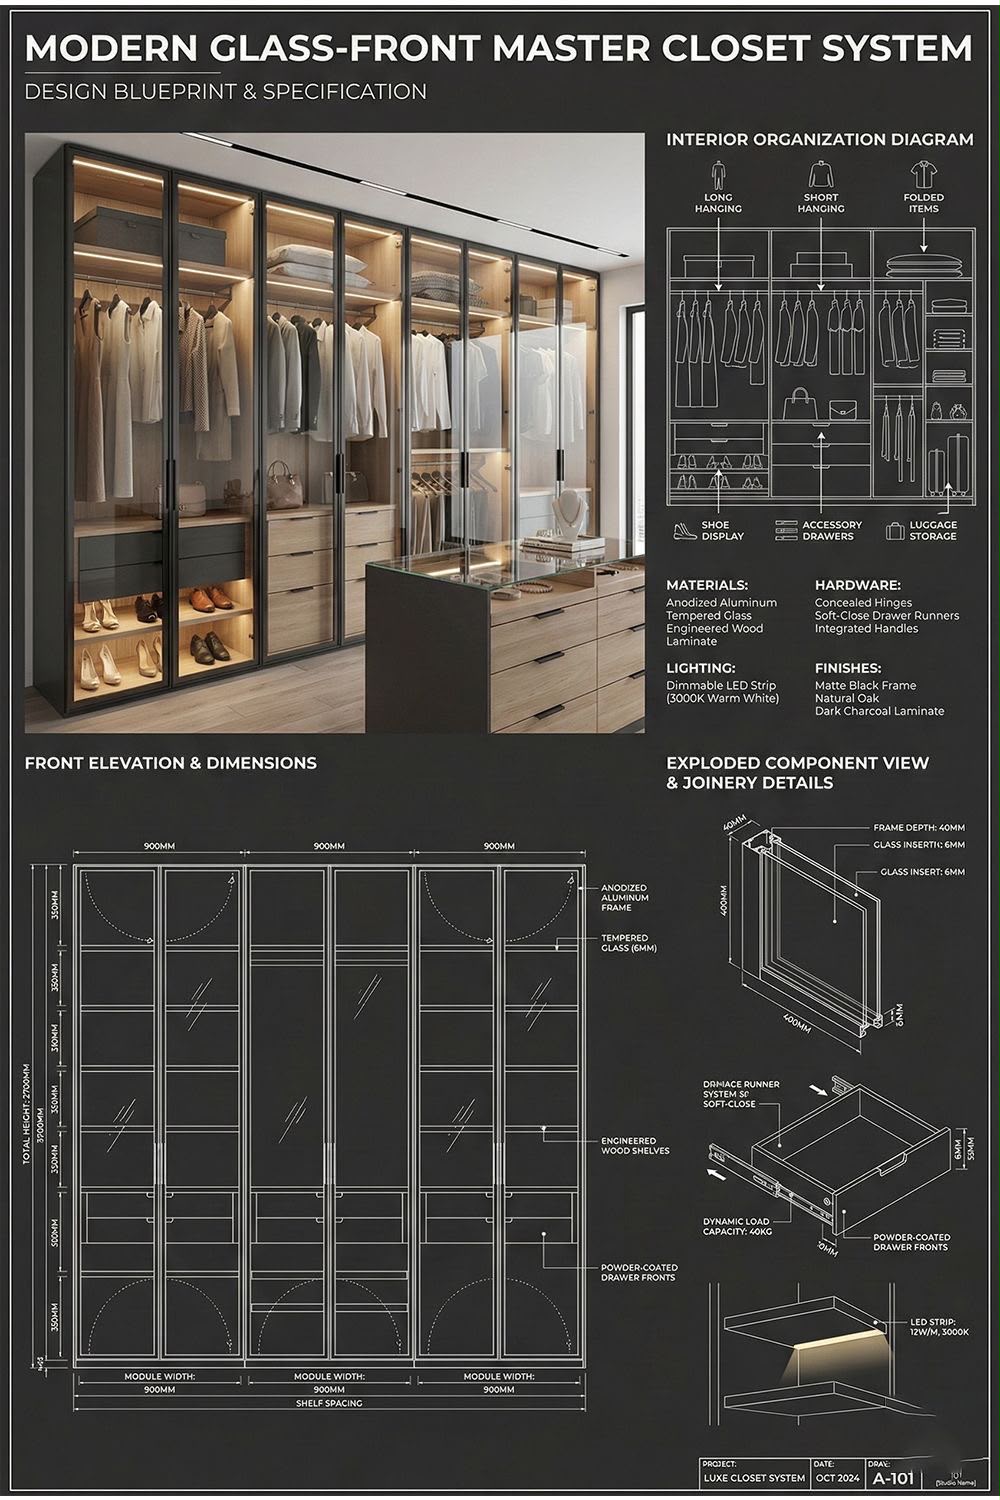 MODERN GLASS-FRONT MASTER CLOSET SYSTEM
DESIGN BLUEPRINT & SPECIFICATION
INTERIOR ORGANIZATION DIAGRAM
LONG
HANGING
SHORT
HANGING
FOLDED
ITEMS
SHOE
DISPLAY
ACCESSORY
DRAWERS
LUGGAGE
STORAGE
MATERIALS:
Anodized Aluminum
Tempered Glass
Engineered Wood
Laminate
HARDWARE:
Concealed Hinges
Soft-Close Drawer Runners
Integrated Handles
LIGHTING:
Dimmable LED Strip
(3000K Warm White)
FINISHES:
Matte Black Frame
Natural Oak
Dark Charcoal Laminate
FRONT ELEVATION & DIMENSIONS
900MM
900MM
900MM
350MM
350MM
350MM
350MM
500MM
350MM
TOTAL HEIGHT: 2700MM
ANODIZED
ALUMINUM
FRAME
TEMPERED
GLASS (6MM)
ENGINEERED
WOOD SHELVES
POWDER-COATED
DRAWER FRONTS
MODULE WIDTH:
900MM
MODULE WIDTH:
900MM
MODULE WIDTH:
900MM
SHELF SPACING
EXPLODED COMPONENT VIEW
& JOINERY DETAILS
40MM
FRAME DEPTH: 40MM
GLASS 6MM
GLASS INSERT: 6MM
400MM
400MM
6MM
RUNNER
SYSTEM
SOFT-CLOSE
6MM
55MM
DYNAMIC LOAD
CAPACITY: 40KG
POWDER-COATED
DRAWER FRONTS
LED STRIP:
12W/M, 3000K
PROJECT:
LUXE CLOSET SYSTEM
DATE:
OCT 2024
A-101
[Studio Name]